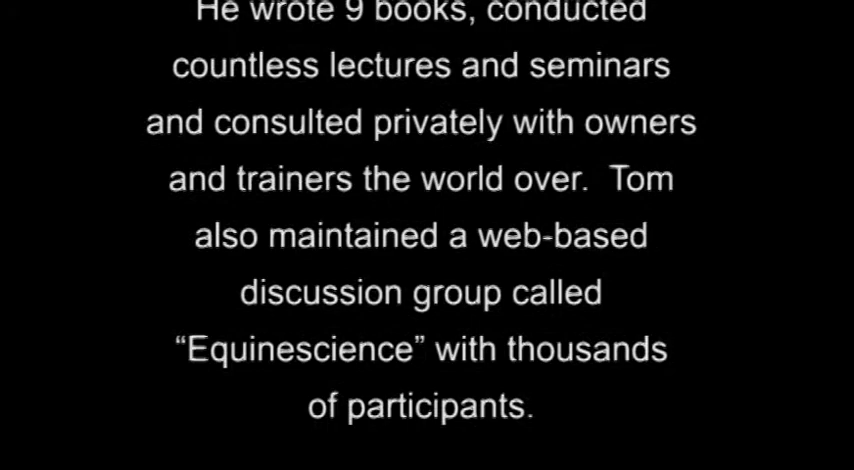 He wrote 9 books, conducted
countless lectures and seminars
and consulted privately with owners
and trainers the world over.  Tom
also maintained a web-based
discussion group called
“Equinescience” with thousands
of participants.